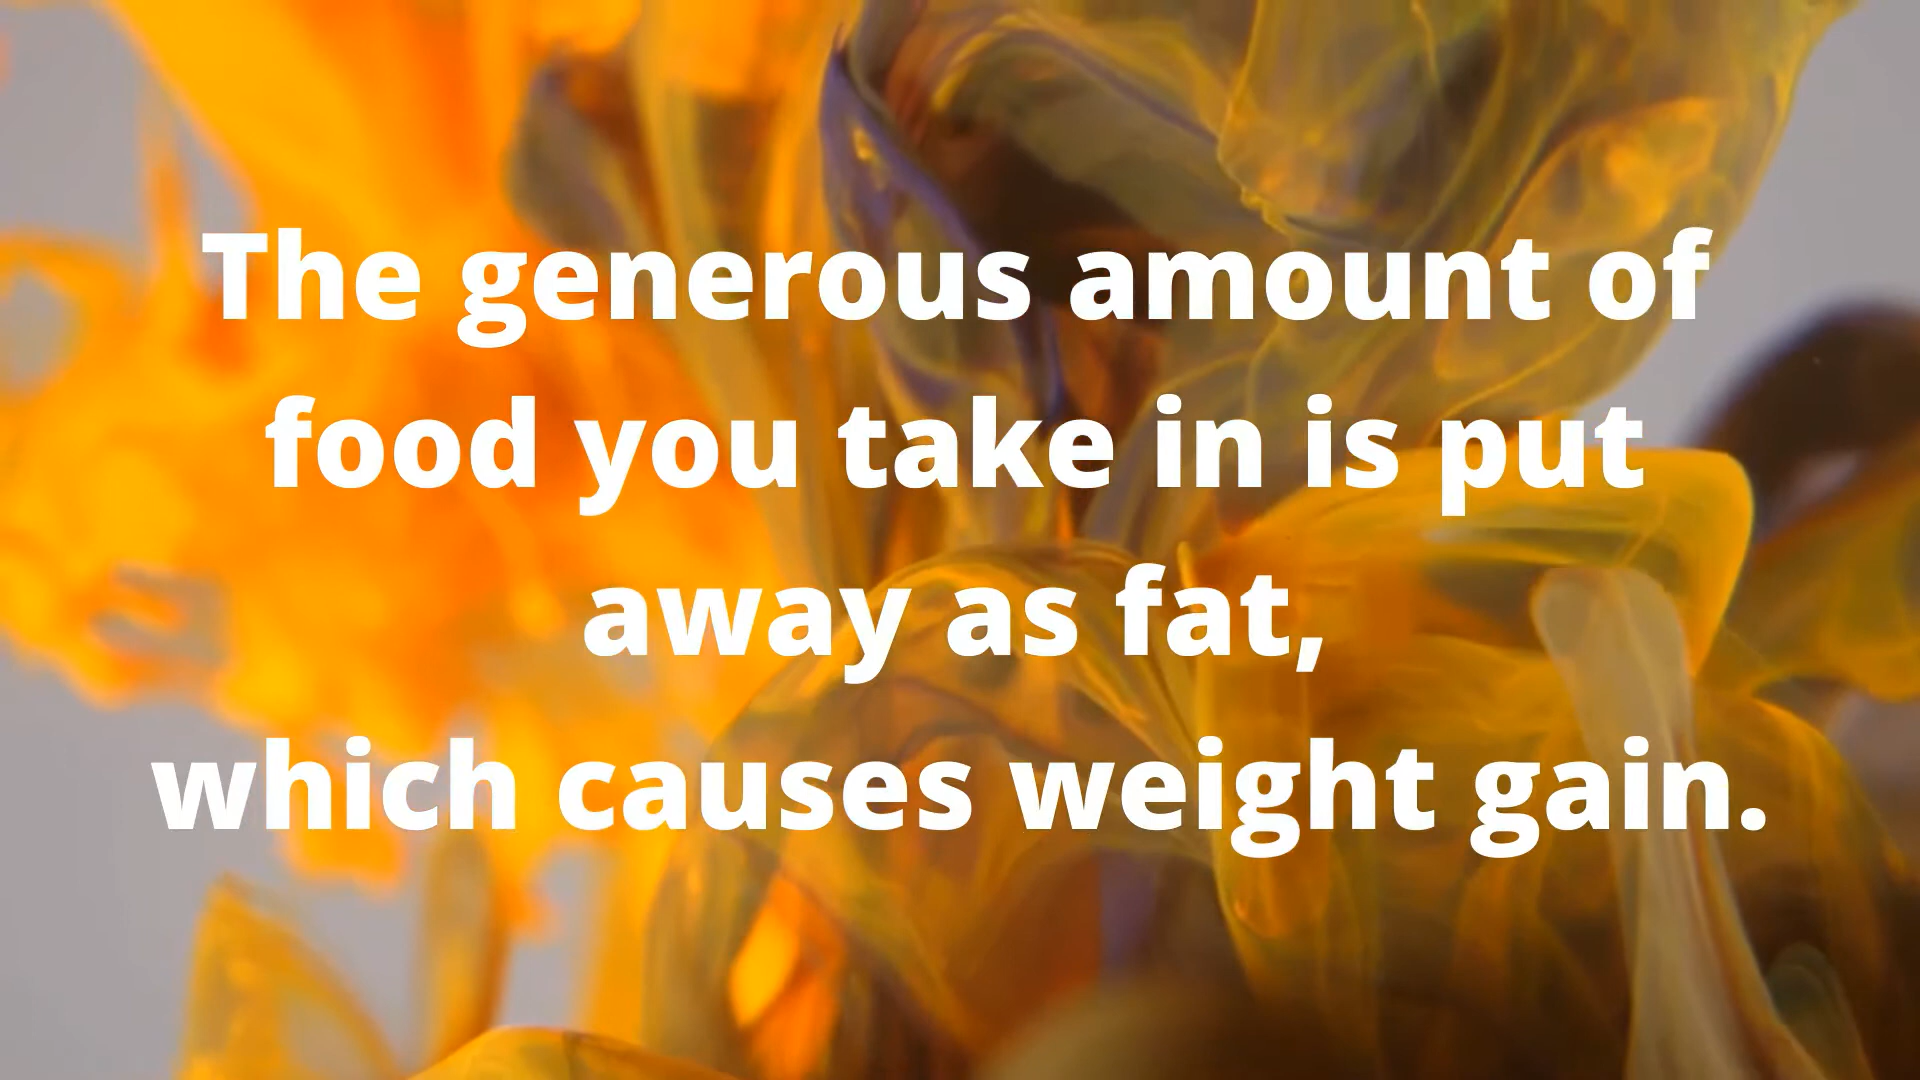 The generous amount of
food you take in is put
away as fat,
which causes weight gain.